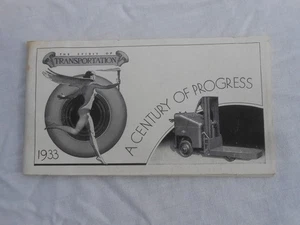 THE SPIRIT OF
TRANSPORTATION
A CENTURY OF PROGRESS
1933